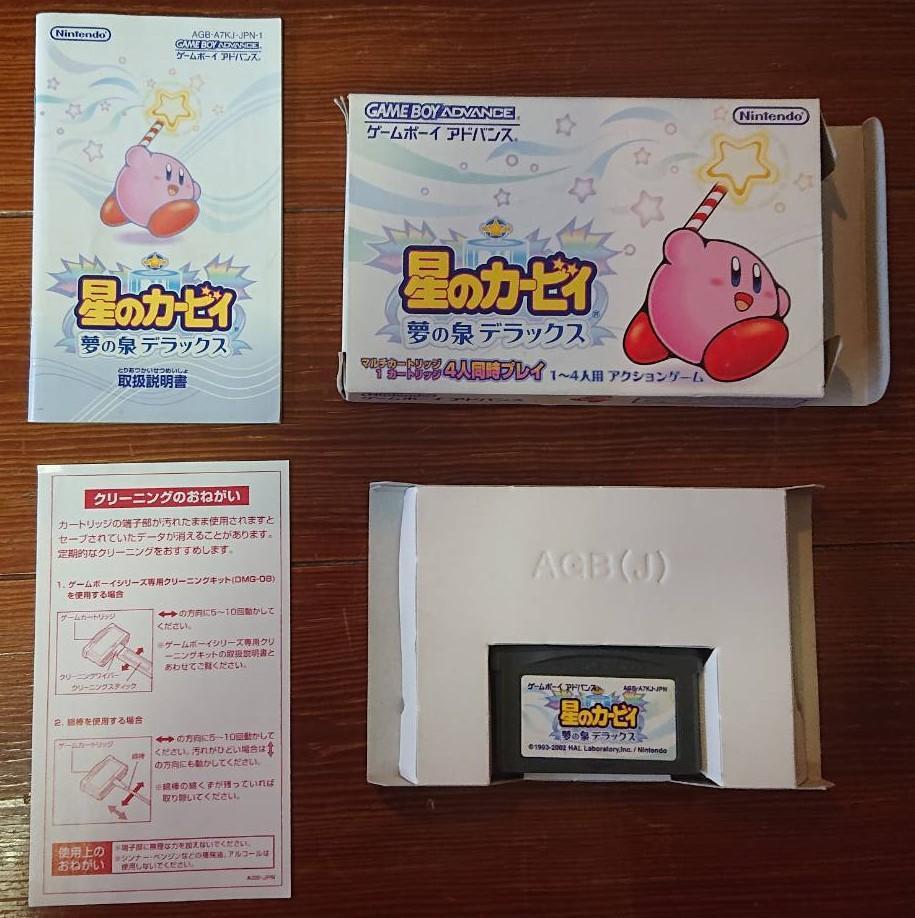 Nintendo
AGB-A7KJ-JPN-1
GAME BOY ADVANCE
ゲームボーイ アドバンス®
星のカービィ®
夢の泉 デラックス
とりあつかいせつめいしょ
取扱説明書
GAME BOY ADVANCE
ゲームボーイ アドバンス®
Nintendo®
星のカービィ®
夢の泉 デラックス
マルチカートリッジ
1 カートリッジ
4人同時プレイ
1～4人用 アクションゲーム
ゲームボーイ アドバンス
クリーニングのおねがい
カートリッジの端子部が汚れたまま使用されますと
セーブされていたデータが消えることがあります。
定期的なクリーニングをおすすめします。
1. ゲームボーイシリーズ専用クリーニングキット(DMG-08)
を使用する場合
ゲームカートリッジ
クリーニングワイパー
クリーニングスティック
⟷の方向に5～10回動かして
ください。
※ゲームボーイシリーズ専用クリ
ーニングキットの取扱説明書と
あわせてご覧ください。
2. 綿棒を使用する場合
ゲームカートリッジ
綿棒
⟷の方向に5～10回動かして
ください。汚れがひどい場合は↕
の方向にも動かしてください。
※綿棒の綿くずが残っていれば
取り除いてください。
使用上の
おねがい
※端子部に無理な力を加えないでください。
※シンナー・ベンジンなどの揮発油、アルコールは
使用しないでください。
AGB-JPN
AGB(J)
ゲームボーイ アドバンス
AGB-A7KJ-JPN
星のカービィ
夢の泉 デラックス
©1993-2002 HAL Laboratory,Inc. / Nintendo